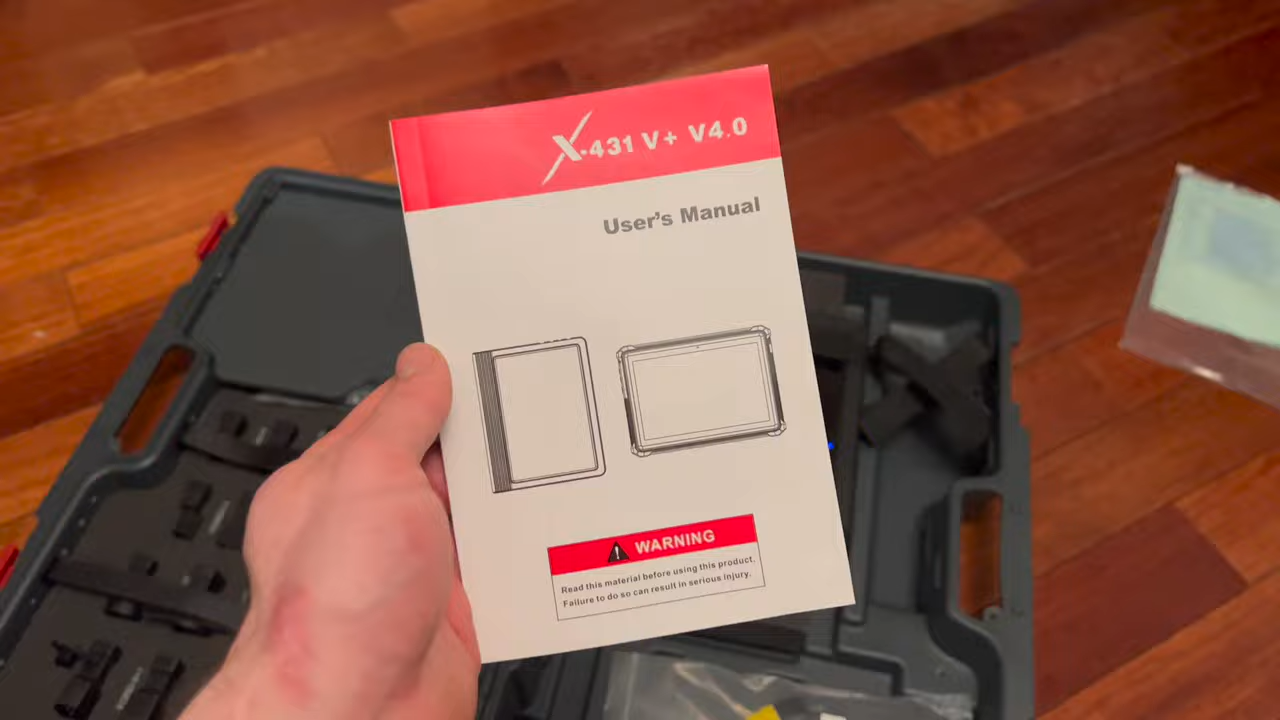 X-431 V+ V4.0
User's Manual
WARNING
Read this material before using this product.
Failure to do so can result in serious injury.